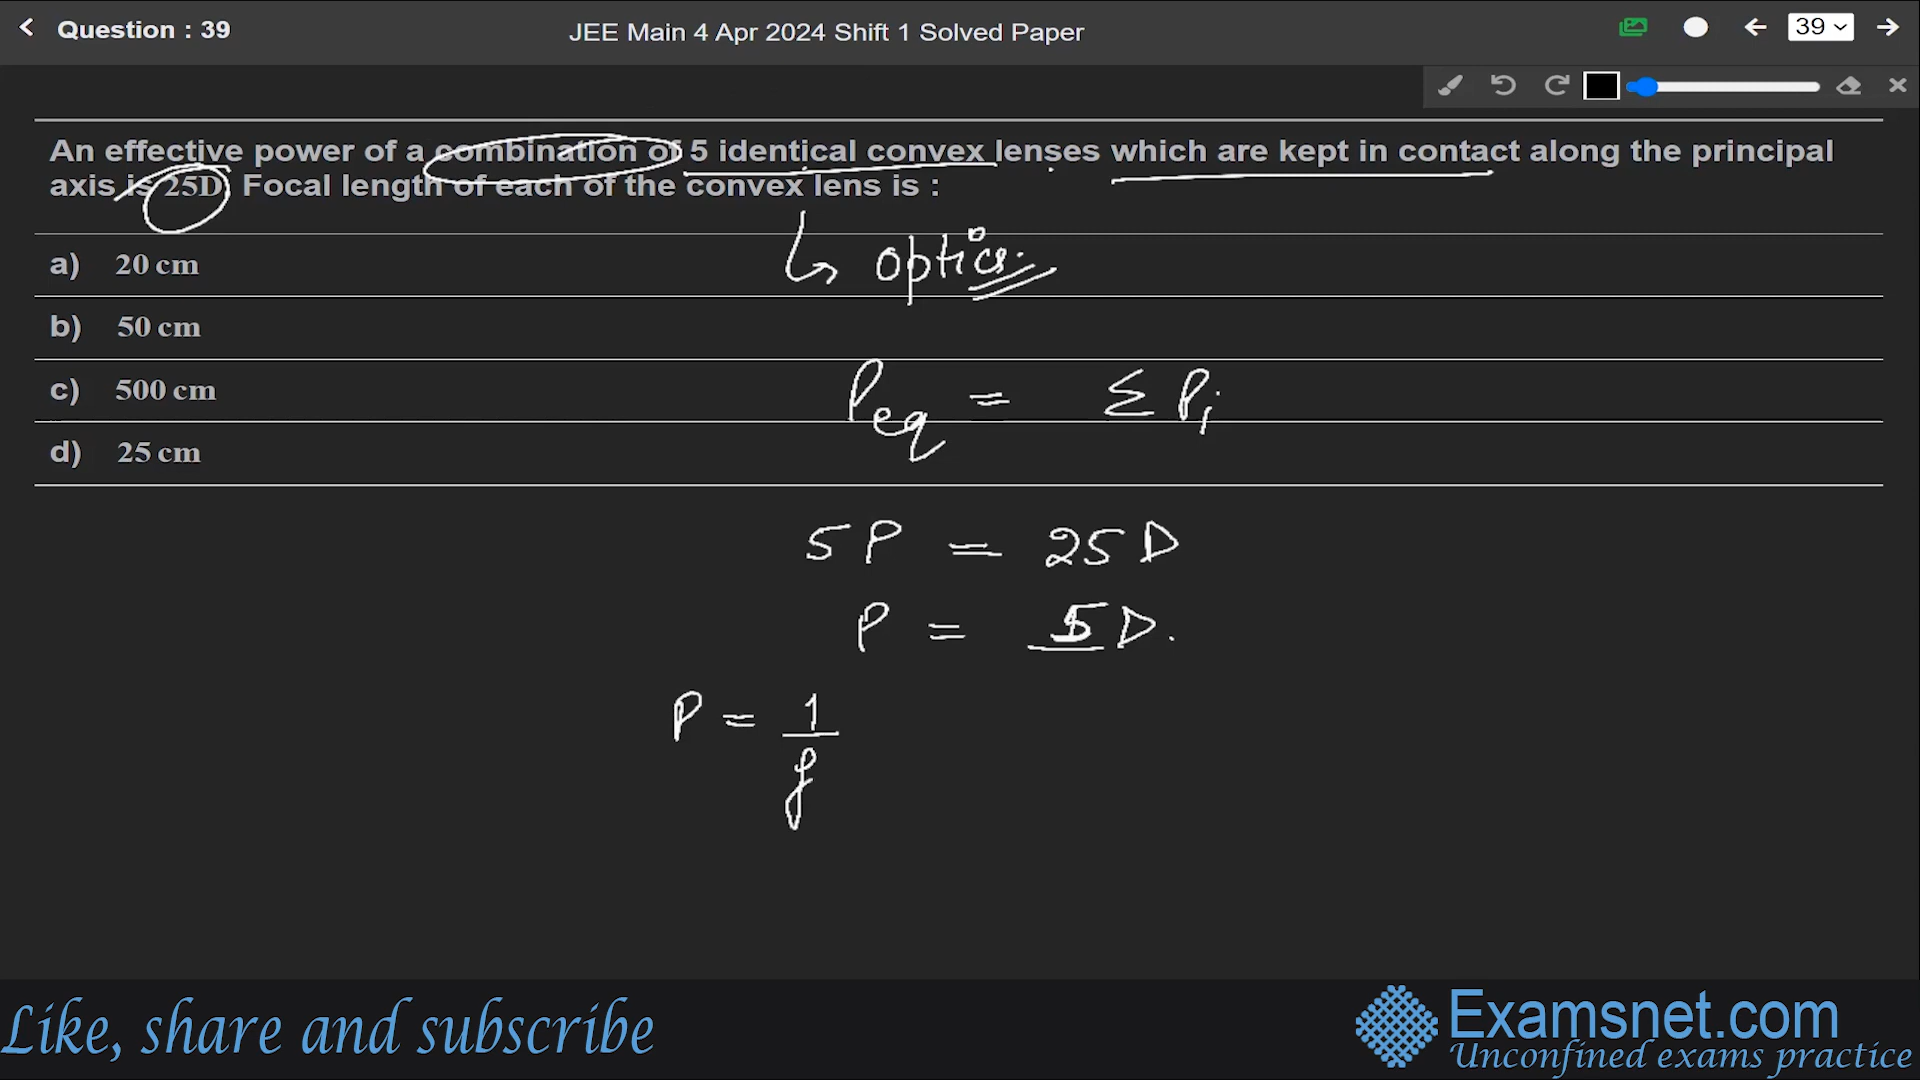 Question : 39
JEE Main 4 Apr 2024 Shift 1 Solved Paper
39
An effective power of a combination of 5 identical convex lenses which are kept in contact along the principal
axis is 25D. Focal length of each of the convex lens is :
optics.
a) 20 cm
b) 50 cm
c) 500 cm
Peq = Σ Pi
d) 25 cm
5P = 25D
P = 5D.
P = 1/f
Like, share and subscribe
Examsnet.com
Unconfined exams practice